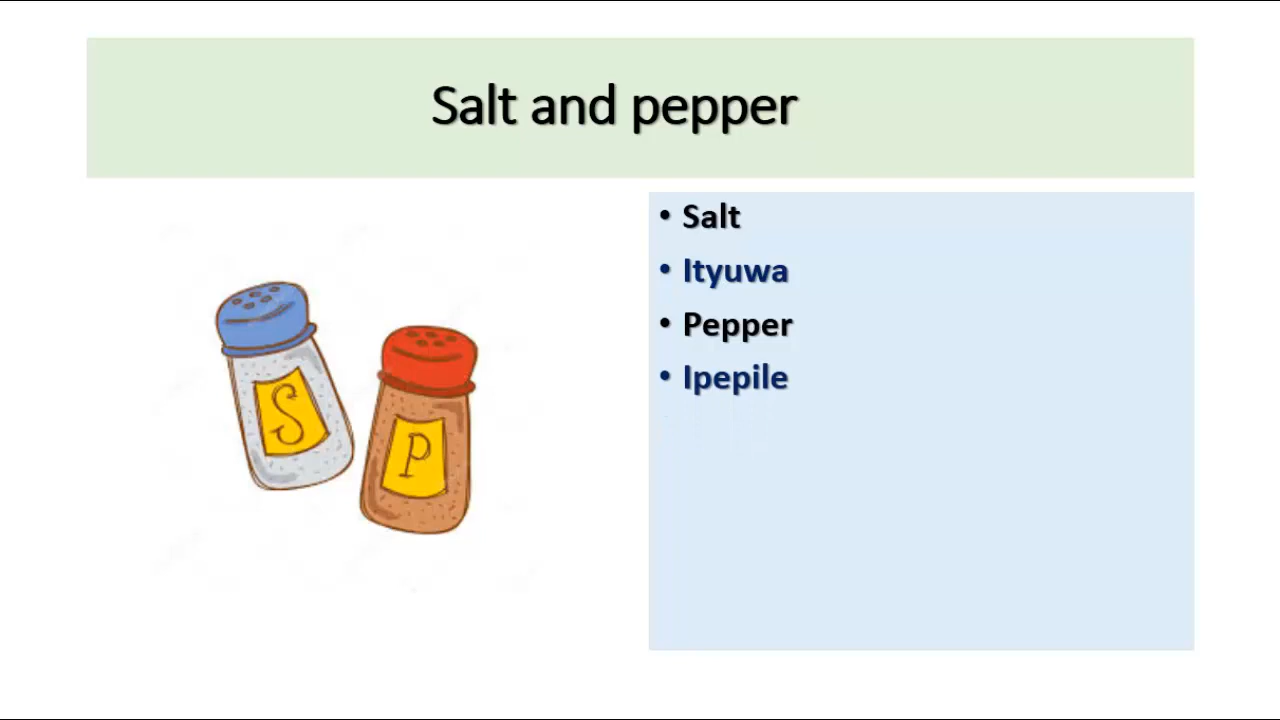 Salt and pepper
• Salt
• Ityuwa
• Pepper
• Ipepile
S
P